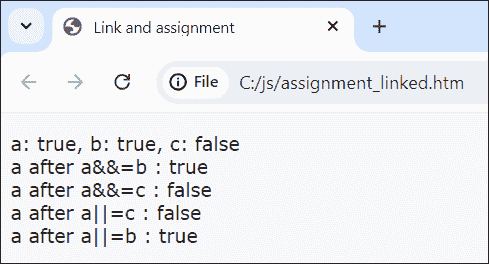 Link and assignment
File C:/js/assignment_linked.htm
a: true, b: true, c: false
a after a&&=b : true
a after a&&=c : false
a after a||=c : false
a after a||=b : true